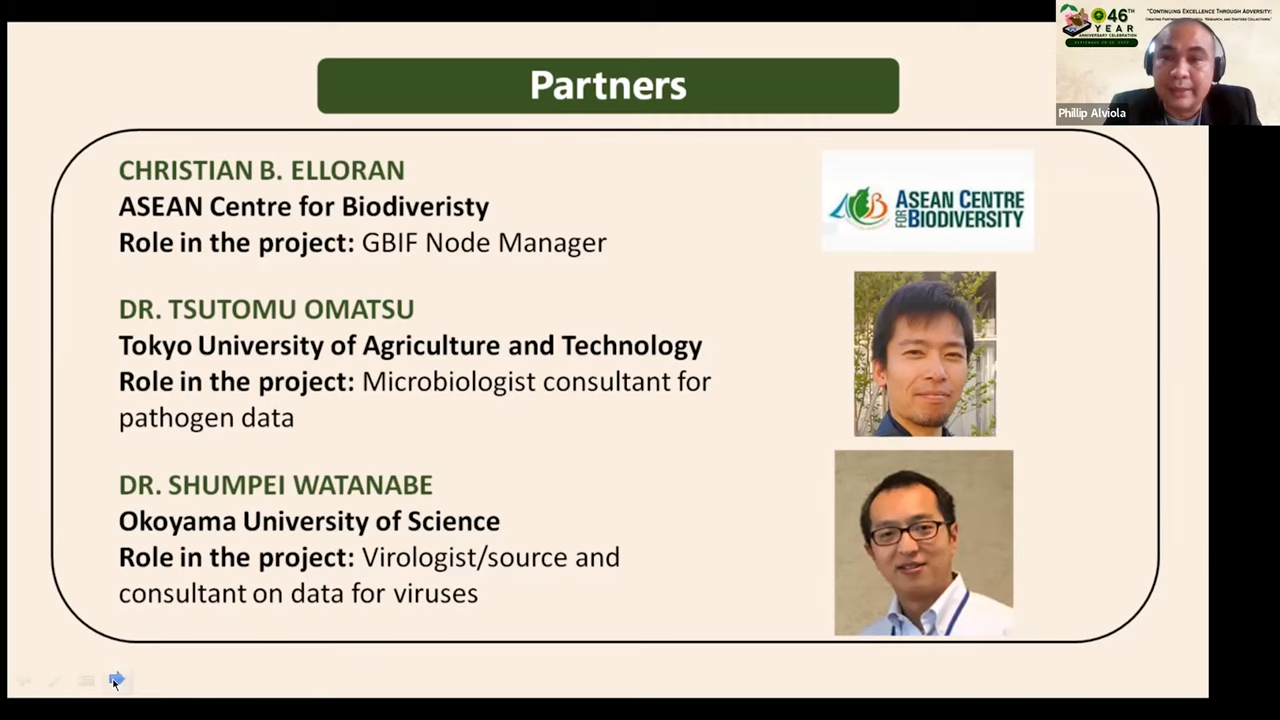 46TH
YEAR
ANNIVERSARY CELEBRATION
"CONTINUING EXCELLENCE THROUGH ADVERSITY:
Phillip Alviola
Partners
CHRISTIAN B. ELLORAN
ASEAN Centre for Biodiveristy
Role in the project: GBIF Node Manager
ASEAN CENTRE
FOR BIODIVERSITY
DR. TSUTOMU OMATSU
Tokyo University of Agriculture and Technology
Role in the project: Microbiologist consultant for
pathogen data
DR. SHUMPEI WATANABE
Okoyama University of Science
Role in the project: Virologist/source and
consultant on data for viruses